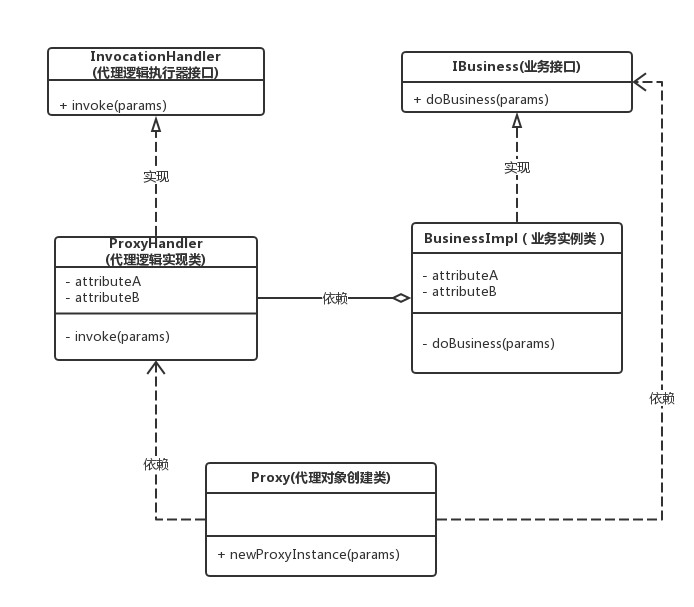 InvocationHandler
(代理逻辑执行器接口)
+ invoke(params)
IBusiness(业务接口)
+ doBusiness(params)
实现
实现
ProxyHandler
(代理逻辑实现类)
- attributeA
- attributeB
- invoke(params)
依赖
BusinessImpl（业务实例类）
- attributeA
- attributeB
- doBusiness(params)
依赖
依赖
Proxy(代理对象创建类)
+ newProxyInstance(params)